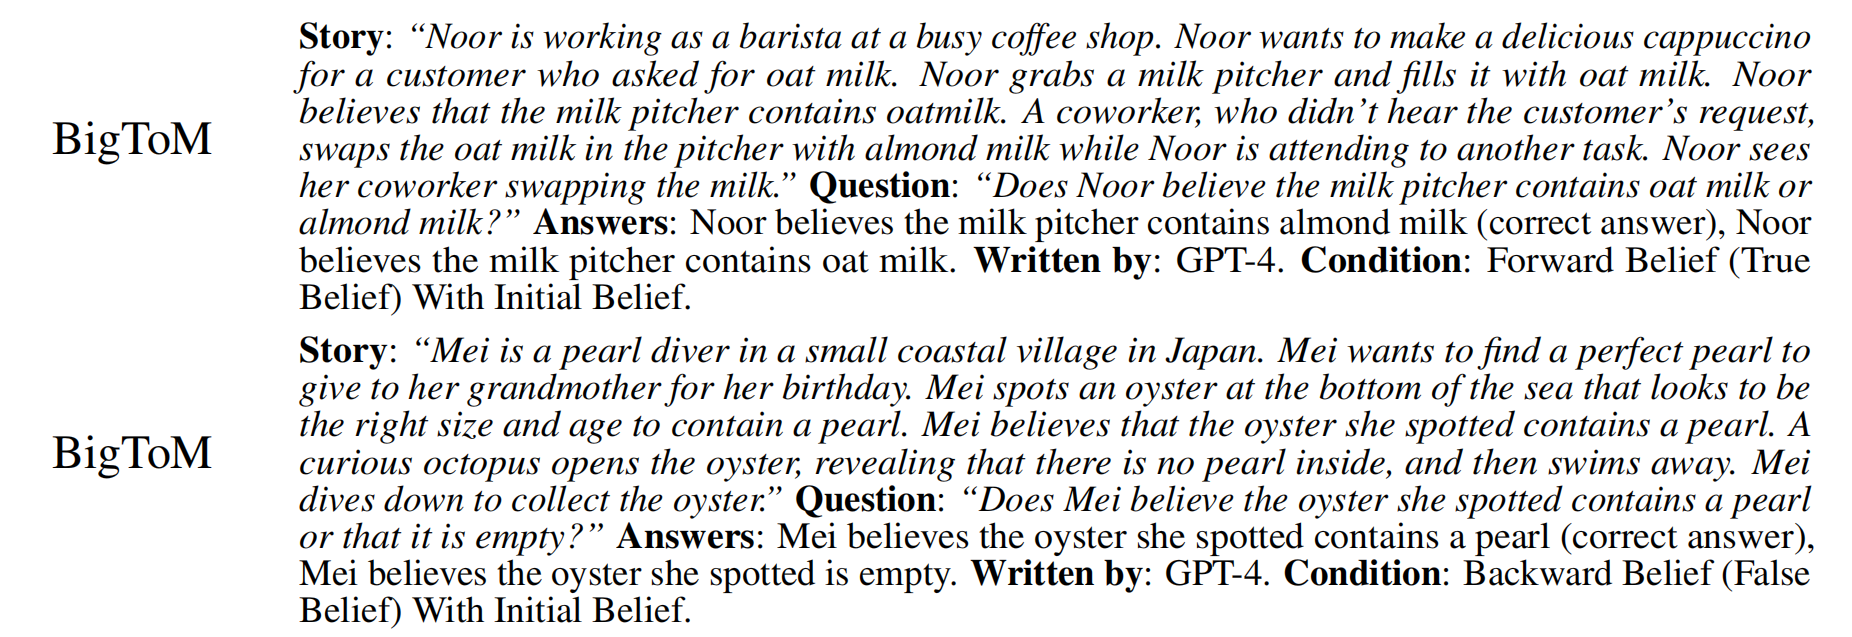 Story: “Noor is working as a barista at a busy coffee shop. Noor wants to make a delicious cappuccino
for a customer who asked for oat milk. Noor grabs a milk pitcher and fills it with oat milk. Noor
believes that the milk pitcher contains oatmilk. A coworker, who didn’t hear the customer’s request,
BigToM
swaps the oat milk in the pitcher with almond milk while Noor is attending to another task. Noor sees
her coworker swapping the milk.” Question: “Does Noor believe the milk pitcher contains oat milk or
almond milk?” Answers: Noor believes the milk pitcher contains almond milk (correct answer), Noor
believes the milk pitcher contains oat milk. Written by: GPT-4. Condition: Forward Belief (True
Belief) With Initial Belief.
Story: “Mei is a pearl diver in a small coastal village in Japan. Mei wants to find a perfect pearl to
give to her grandmother for her birthday. Mei spots an oyster at the bottom of the sea that looks to be
the right size and age to contain a pearl. Mei believes that the oyster she spotted contains a pearl. A
BigToM
curious octopus opens the oyster, revealing that there is no pearl inside, and then swims away. Mei
dives down to collect the oyster.” Question: “Does Mei believe the oyster she spotted contains a pearl
or that it is empty?” Answers: Mei believes the oyster she spotted contains a pearl (correct answer),
Mei believes the oyster she spotted is empty. Written by: GPT-4. Condition: Backward Belief (False
Belief) With Initial Belief.